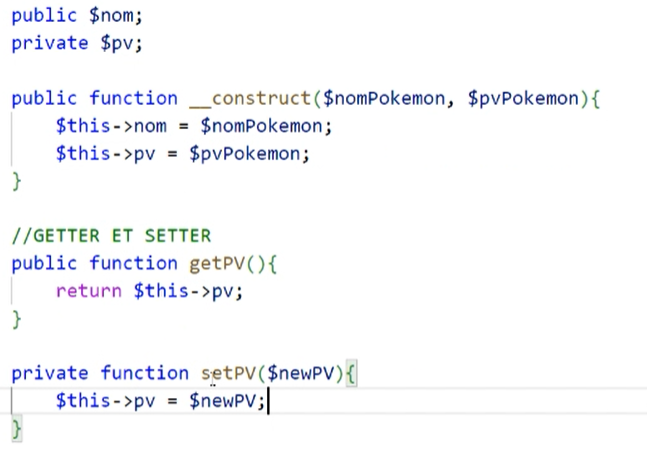 public $nom;
private $pv;
public function __construct($nomPokemon, $pvPokemon){
$this->nom = $nomPokemon;
$this->pv = $pvPokemon;
}
//GETTER ET SETTER
public function getPV(){
return $this->pv;
}
private function setPV($newPV){
$this->pv = $newPV;
}